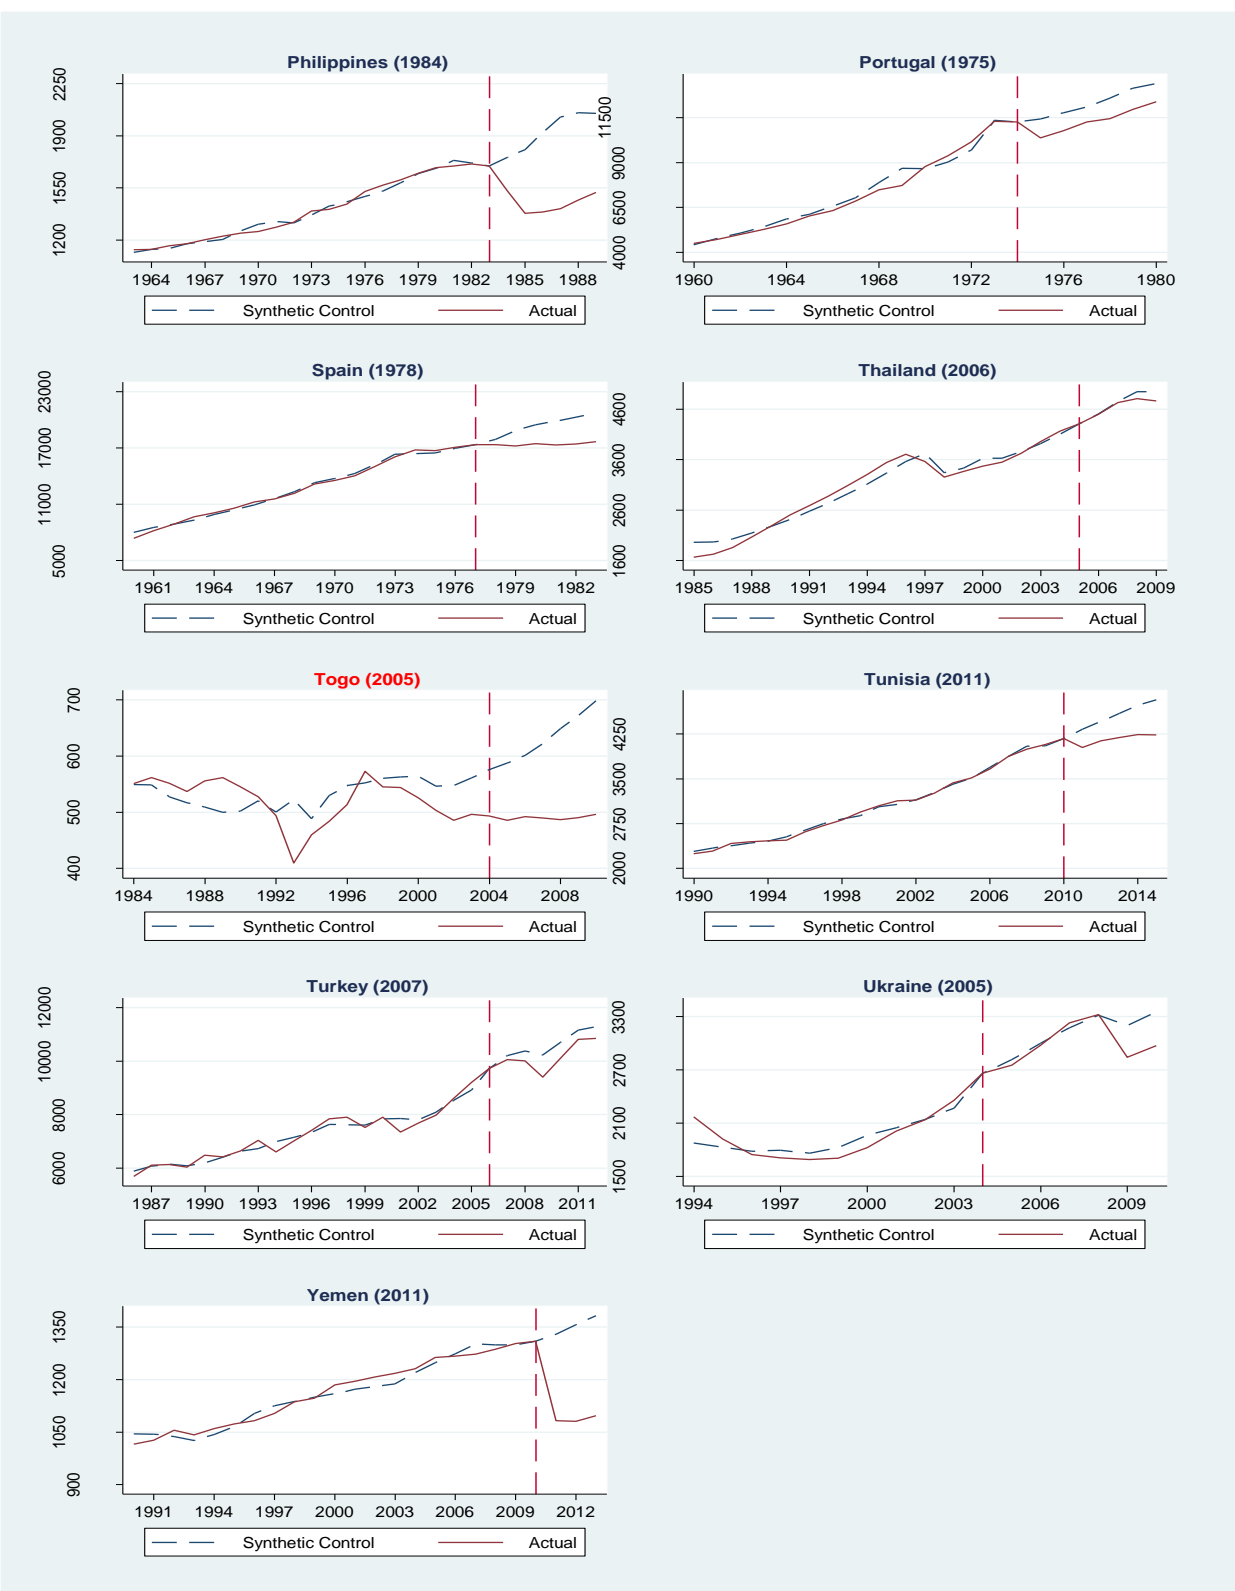 Philippines (1984)
2250
1900
1550
1200
1964 1967 1970 1973 1976 1979 1982 1985 1988
Synthetic Control Actual
Portugal (1975)
11500
9000
6500
4000
1960 1964 1968 1972 1976 1980
Synthetic Control Actual
Spain (1978)
23000
17000
11000
5000
1961 1964 1967 1970 1973 1976 1979 1982
Synthetic Control Actual
Thailand (2006)
4600
3600
2600
1600
1985 1988 1991 1994 1997 2000 2003 2006 2009
Synthetic Control Actual
Togo (2005)
700
600
500
400
1984 1988 1992 1996 2000 2004 2008
Synthetic Control Actual
Tunisia (2011)
4250
3500
2750
2000
1990 1994 1998 2002 2006 2010 2014
Synthetic Control Actual
Turkey (2007)
12000
10000
8000
6000
1987 1990 1993 1996 1999 2002 2005 2008 2011
Synthetic Control Actual
Ukraine (2005)
3300
2700
2100
1500
1994 1997 2000 2003 2006 2009
Synthetic Control Actual
Yemen (2011)
1350
1200
1050
900
1991 1994 1997 2000 2003 2006 2009 2012
Synthetic Control Actual